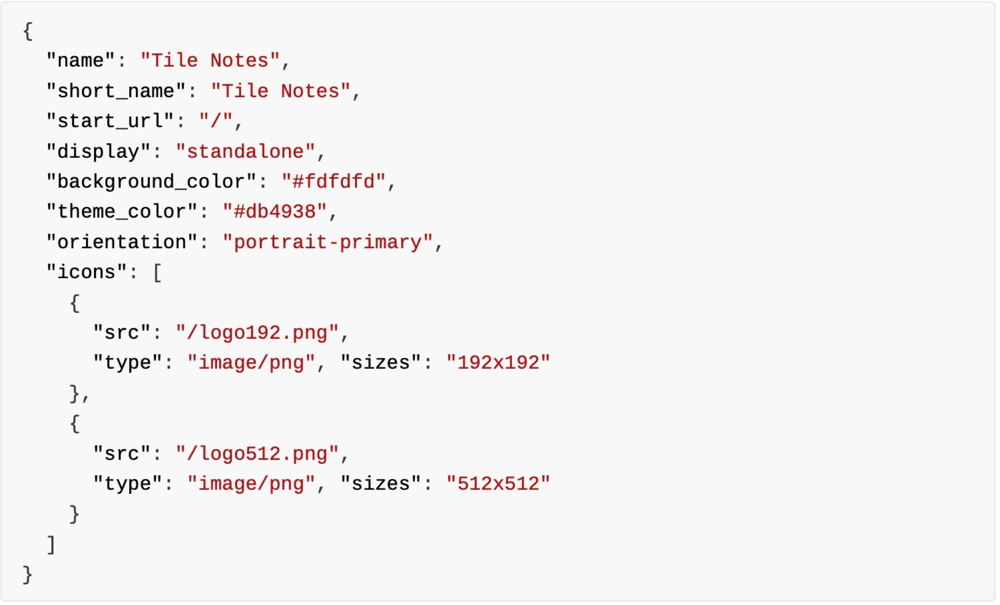 {
  "name": "Tile Notes",
  "short_name": "Tile Notes",
  "start_url": "/",
  "display": "standalone",
  "background_color": "#fdfdfd",
  "theme_color": "#db4938",
  "orientation": "portrait-primary",
  "icons": [
    {
      "src": "/logo192.png",
      "type": "image/png", "sizes": "192x192"
    },
    {
      "src": "/logo512.png",
      "type": "image/png", "sizes": "512x512"
    }
  ]
}